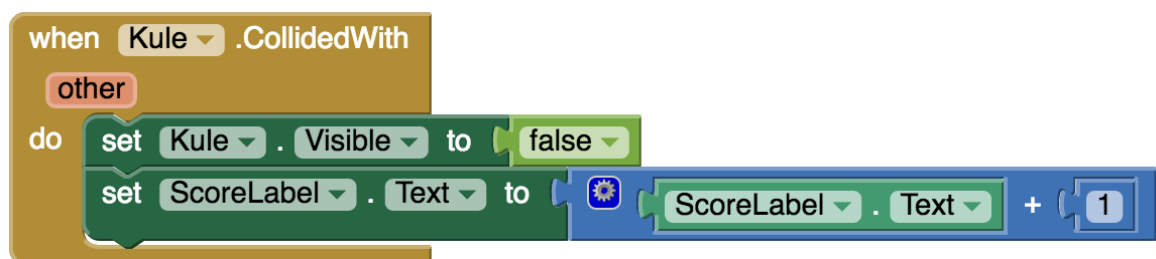 when Kule .CollidedWith
other
do set Kule . Visible to false
set ScoreLabel . Text to ScoreLabel . Text + 1